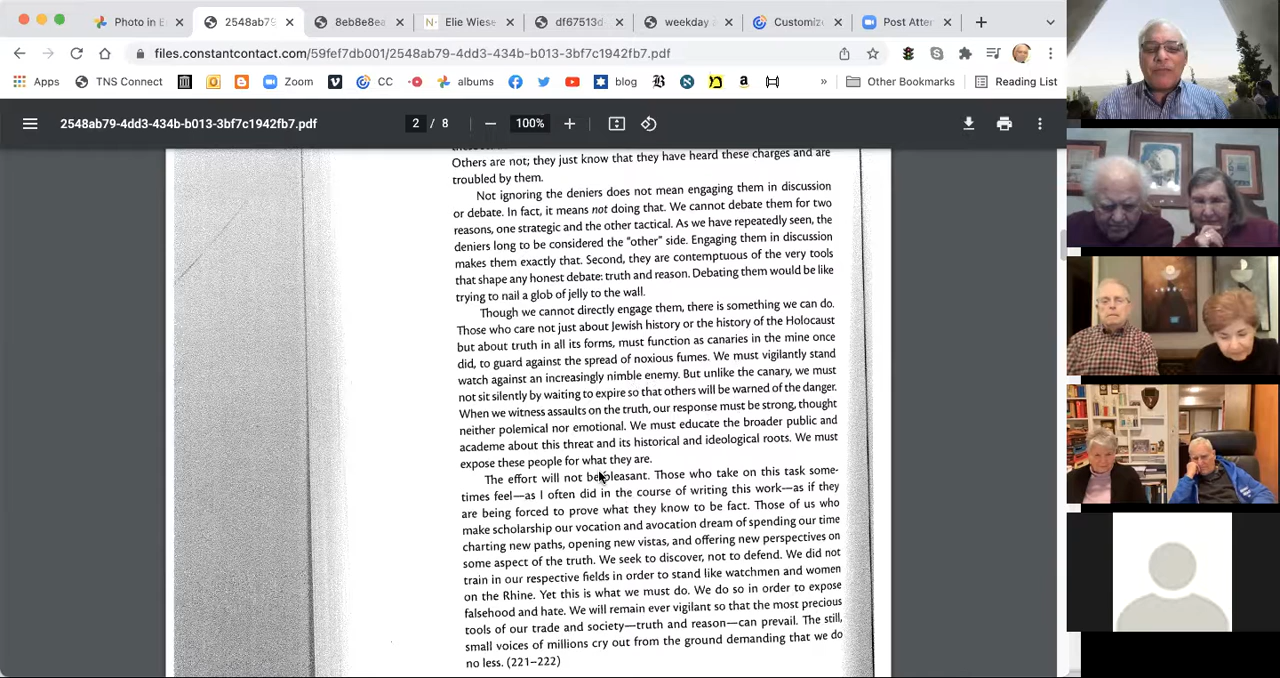 Photo in E
2548ab79
8eb8e8ea
Elie Wiese
df67513d
weekday
Customiz
Post Atter
files.constantcontact.com/59fef7db001/2548ab79-4dd3-434b-b013-3bf7c1942fb7.pdf
Apps
TNS Connect
Zoom
CC
albums
blog
»
Other Bookmarks
Reading List
2548ab79-4dd3-434b-b013-3bf7c1942fb7.pdf
2 / 8
100%
Others are not; they just know that they have heard these charges and are
troubled by them.
Not ignoring the deniers does not mean engaging them in discussion
or debate. In fact, it means not doing that. We cannot debate them for two
reasons, one strategic and the other tactical. As we have repeatedly seen, the
deniers long to be considered the "other" side. Engaging them in discussion
makes them exactly that. Second, they are contemptuous of the very tools
that shape any honest debate: truth and reason. Debating them would be like
trying to nail a glob of jelly to the wall.
Though we cannot directly engage them, there is something we can do.
Those who care not just about Jewish history or the history of the Holocaust
but about truth in all its forms, must function as canaries in the mine once
did, to guard against the spread of noxious fumes. We must vigilantly stand
watch against an increasingly nimble enemy. But unlike the canary, we must
not sit silently by waiting to expire so that others will be warned of the danger.
When we witness assaults on the truth, our response must be strong, thought
neither polemical nor emotional. We must educate the broader public and
academe about this threat and its historical and ideological roots. We must
expose these people for what they are.
The effort will not be pleasant. Those who take on this task some-
times feel—as I often did in the course of writing this work—as if they
are being forced to prove what they know to be fact. Those of us who
make scholarship our vocation and avocation dream of spending our time
charting new paths, opening new vistas, and offering new perspectives on
some aspect of the truth. We seek to discover, not to defend. We did not
train in our respective fields in order to stand like watchmen and women
on the Rhine. Yet this is what we must do. We do so in order to expose
falsehood and hate. We will remain ever vigilant so that the most precious
tools of our trade and society—truth and reason—can prevail. The still,
small voices of millions cry out from the ground demanding that we do
no less. (221–222)